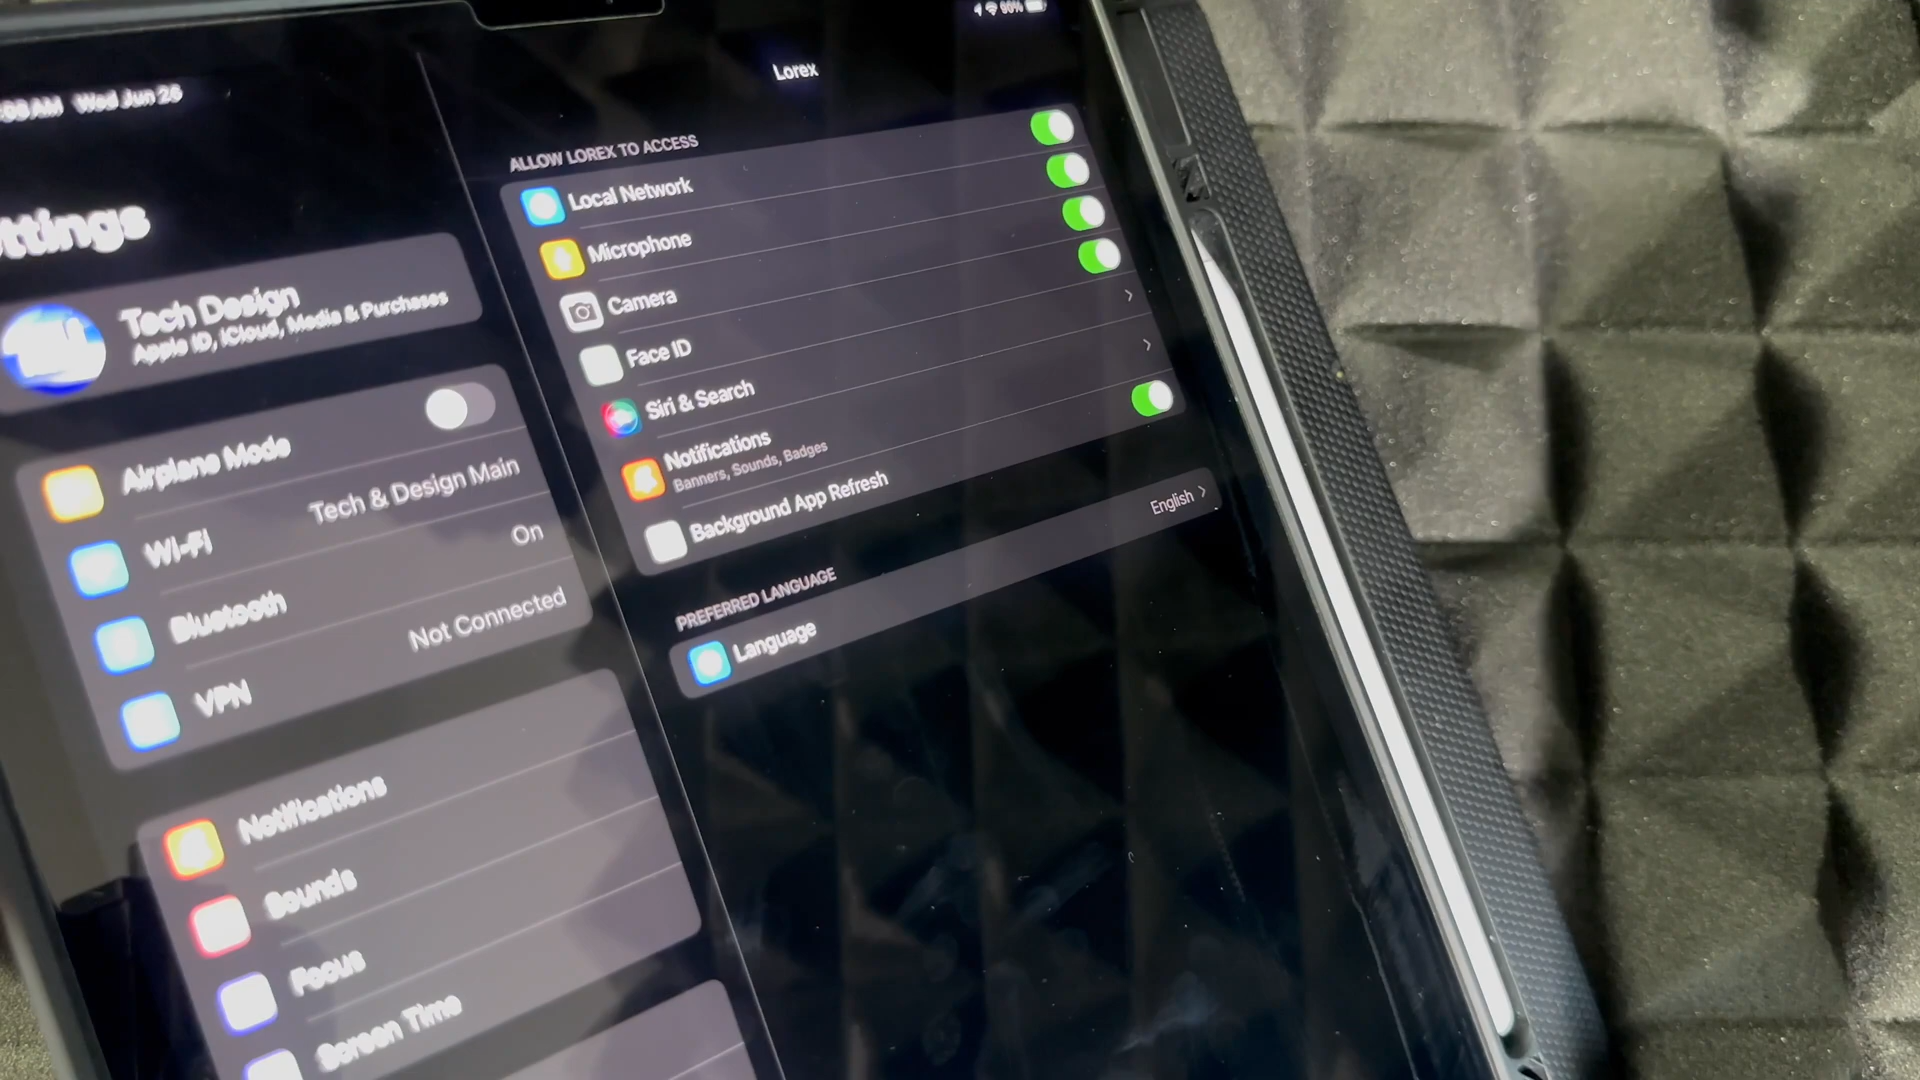 90%
Wed Jun 26
ttings
Tech Design
Apple ID, iCloud, Media & Purchases
Airplane Mode
Wi-Fi Tech & Design Main
Bluetooth On
VPN Not Connected
Notifications
Sounds
Focus
Screen Time
Lorex
ALLOW LOREX TO ACCESS
Local Network
Microphone
Camera
Face ID
Siri & Search
Notifications
Banners, Sounds, Badges
Background App Refresh
PREFERRED LANGUAGE
Language English